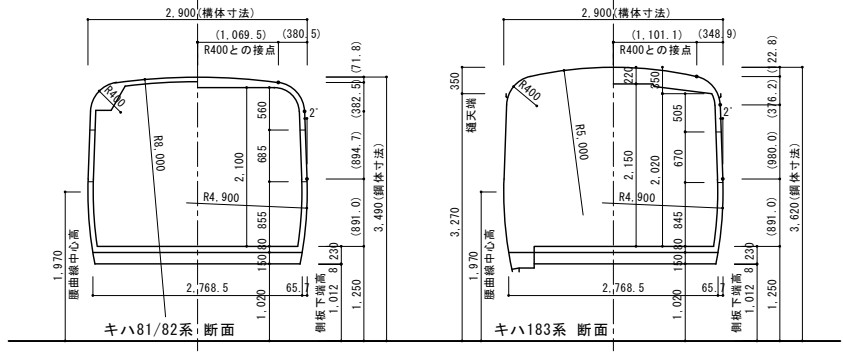 2,900(構体寸法)
(1,069.5)
(380.5)
R400との接点
(71.8)
R400
(382.5)
560
2°
R8,000
(894.7)
685
2,100
3,490(鋼体寸法)
R4,900
(891.0)
855
1,970
腰曲線中心高
80
150
230
8
2,768.5
65.7
1,020
側板下端高
1,012
1,250
キハ81/82系 断面
2,900(構体寸法)
(1,101.1)
(348.9)
R400との接点
(122.8)
350
樋天端
220
350
R400
(376.2)
505
2°
R5,000
(980.0)
670
2,150
2,020
3,620(鋼体寸法)
R4,900
(891.0)
845
3,270
1,970
腰曲線中心高
80
150
230
8
2,768.5
65.7
1,020
側板下端高
1,012
1,250
キハ183系 断面